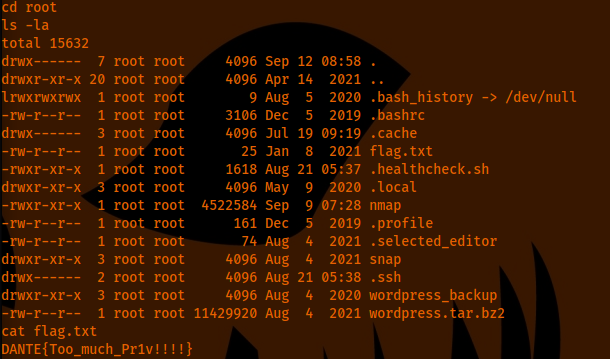 cd root
ls -la
total 15632
drwx------  7 root root     4096 Sep 12 08:58 .
drwxr-xr-x 20 root root     4096 Apr 14  2021 ..
lrwxrwxrwx  1 root root        9 Aug  5  2020 .bash_history -> /dev/null
-rw-r--r--  1 root root     3106 Dec  5  2019 .bashrc
drwx------  3 root root     4096 Jul 19 09:19 .cache
-rw-r--r--  1 root root       25 Jan  8  2021 flag.txt
-rwxr-xr-x  1 root root     1618 Aug 21 05:37 .healthcheck.sh
drwxr-xr-x  3 root root     4096 May  9  2020 .local
-rwxr-xr-x  1 root root  4522584 Sep  9 07:28 nmap
-rw-r--r--  1 root root      161 Dec  5  2019 .profile
-rw-r--r--  1 root root       74 Aug  4  2021 .selected_editor
drwxr-xr-x  3 root root     4096 Aug  4  2021 snap
drwx------  2 root root     4096 Aug 21 05:38 .ssh
drwxr-xr-x  3 root root     4096 Aug  4  2020 wordpress_backup
-rw-r--r--  1 root root 11429920 Aug  4  2021 wordpress.tar.bz2
cat flag.txt
DANTE{Too_much_Pr1v!!!!}